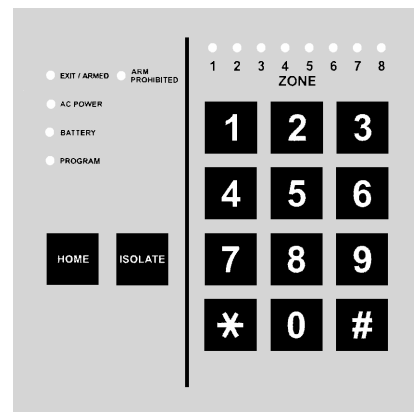 EXIT / ARMED
ARM
PROHIBITED
AC POWER
BATTERY
PROGRAM
HOME ISOLATE
1 2 3 4 5 6 7 8
ZONE
1 2 3
4 5 6
7 8 9
* 0 #